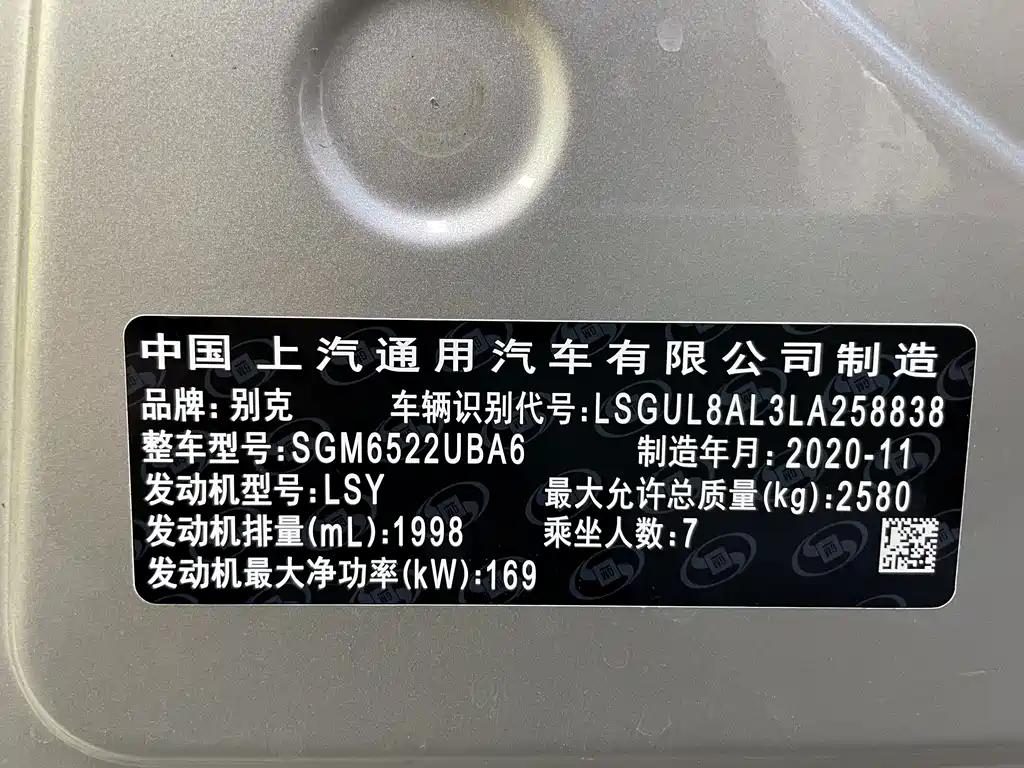 中国 上汽通用汽车有限公司制造
品牌: 别克 车辆识别代号:LSGUL8AL3LA258838
整车型号:SGM6522UBA6 制造年月: 2020-11
发动机型号:LSY 最大允许总质量(kg):2580
发动机排量(mL):1998 乘坐人数:7
发动机最大净功率(kW):169